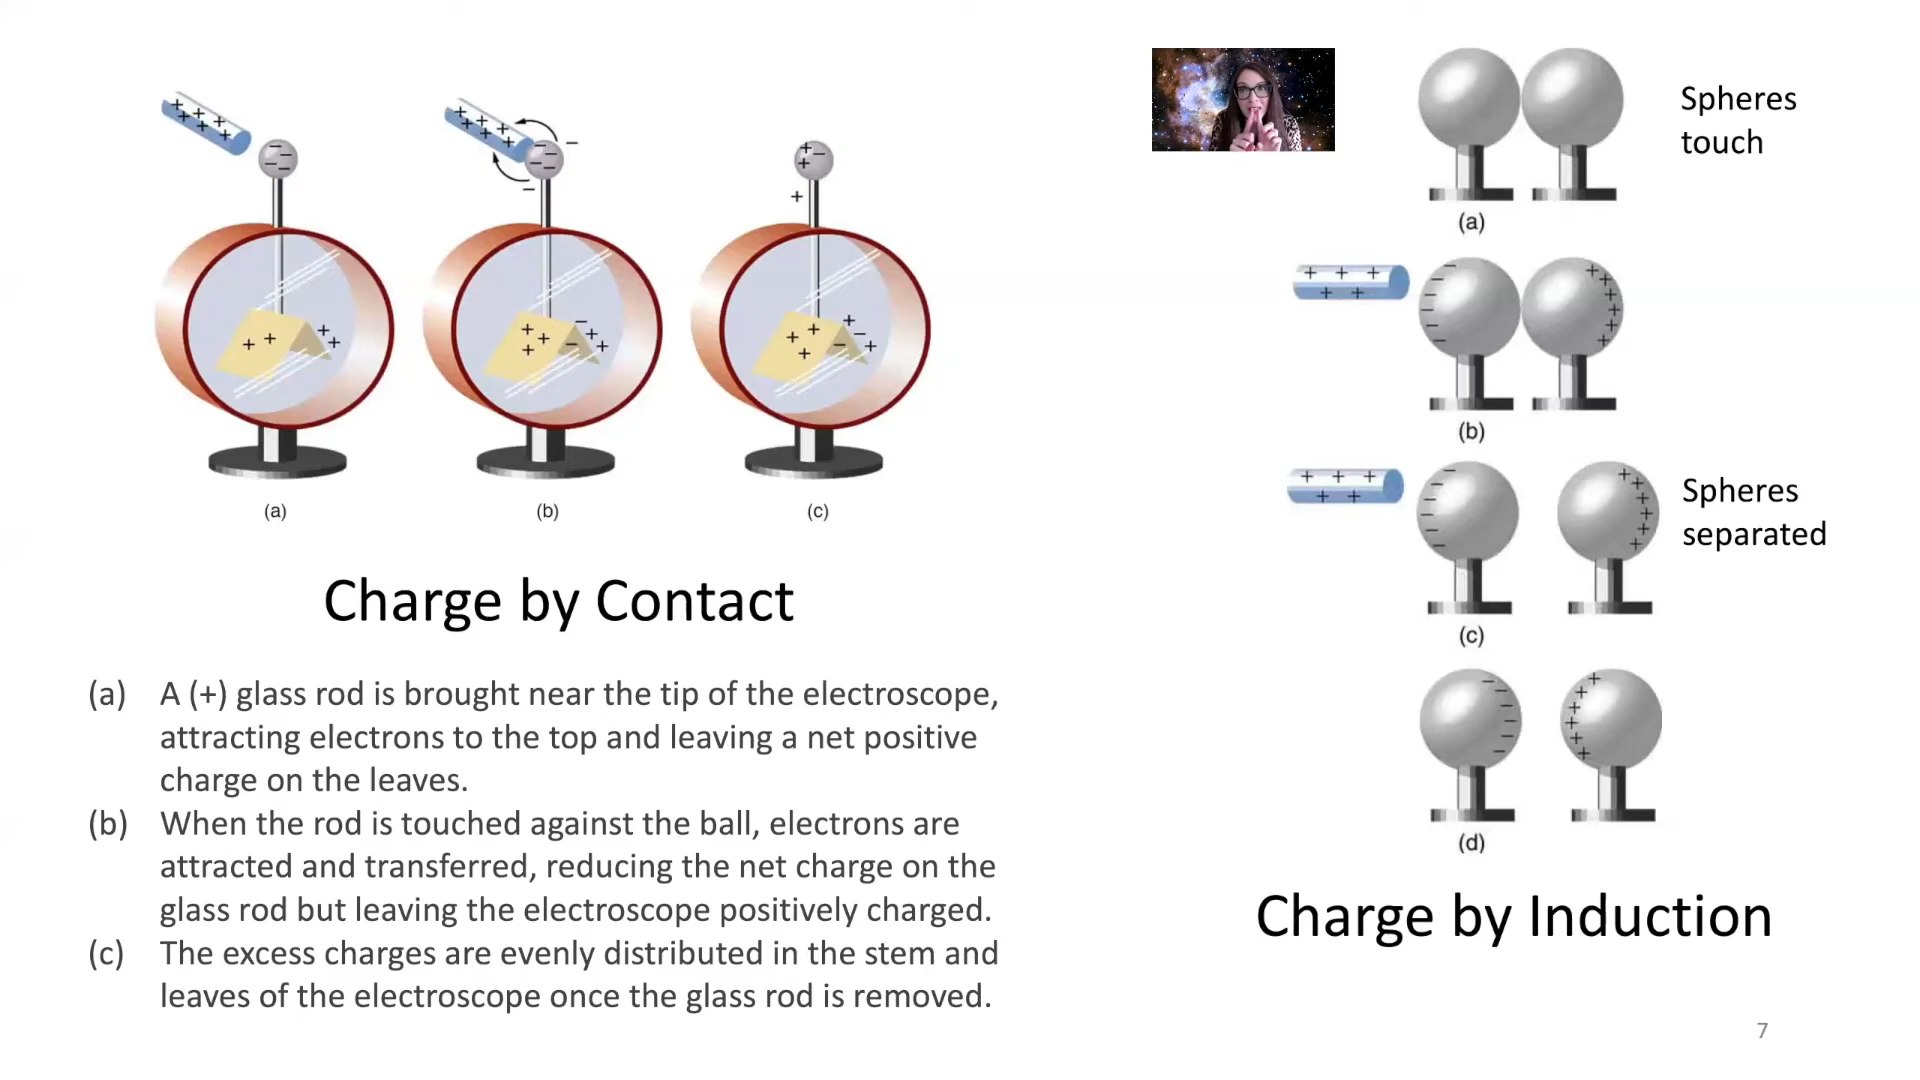 (a)
(b)
(c)
Charge by Contact
(a) A (+) glass rod is brought near the tip of the electroscope,
attracting electrons to the top and leaving a net positive
charge on the leaves.
(b) When the rod is touched against the ball, electrons are
attracted and transferred, reducing the net charge on the
glass rod but leaving the electroscope positively charged.
(c) The excess charges are evenly distributed in the stem and
leaves of the electroscope once the glass rod is removed.
Spheres
touch
(a)
(b)
Spheres
separated
(c)
(d)
Charge by Induction
7